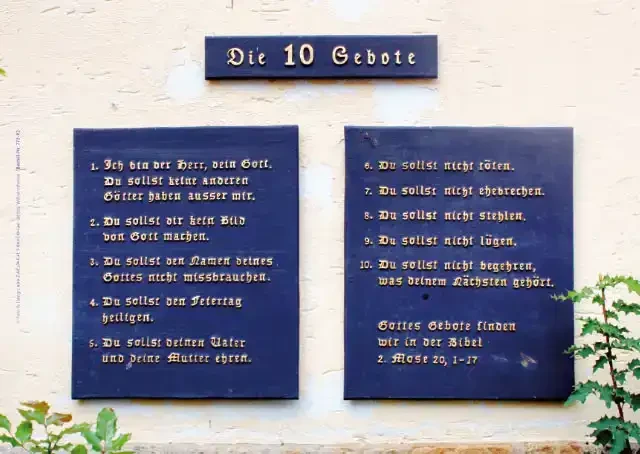 Die 10 Gebote
1. Ich bin der Herr, dein Gott.
Du sollst keine anderen
Götter haben ausser mir.
2. Du sollst dir kein Bild
von Gott machen.
3. Du sollst den Namen deines
Gottes nicht missbrauchen.
4. Du sollst den Feiertag
heiligen.
5. Du sollst deinen Vater
und deine Mutter ehren.
6. Du sollst nicht töten.
7. Du sollst nicht ehebrechen.
8. Du sollst nicht stehlen.
9. Du sollst nicht lügen.
10. Du sollst nicht begehren,
was deinem Nächsten gehört.
Gottes Gebote finden
wir in der Bibel
2. Mose 20, 1-17